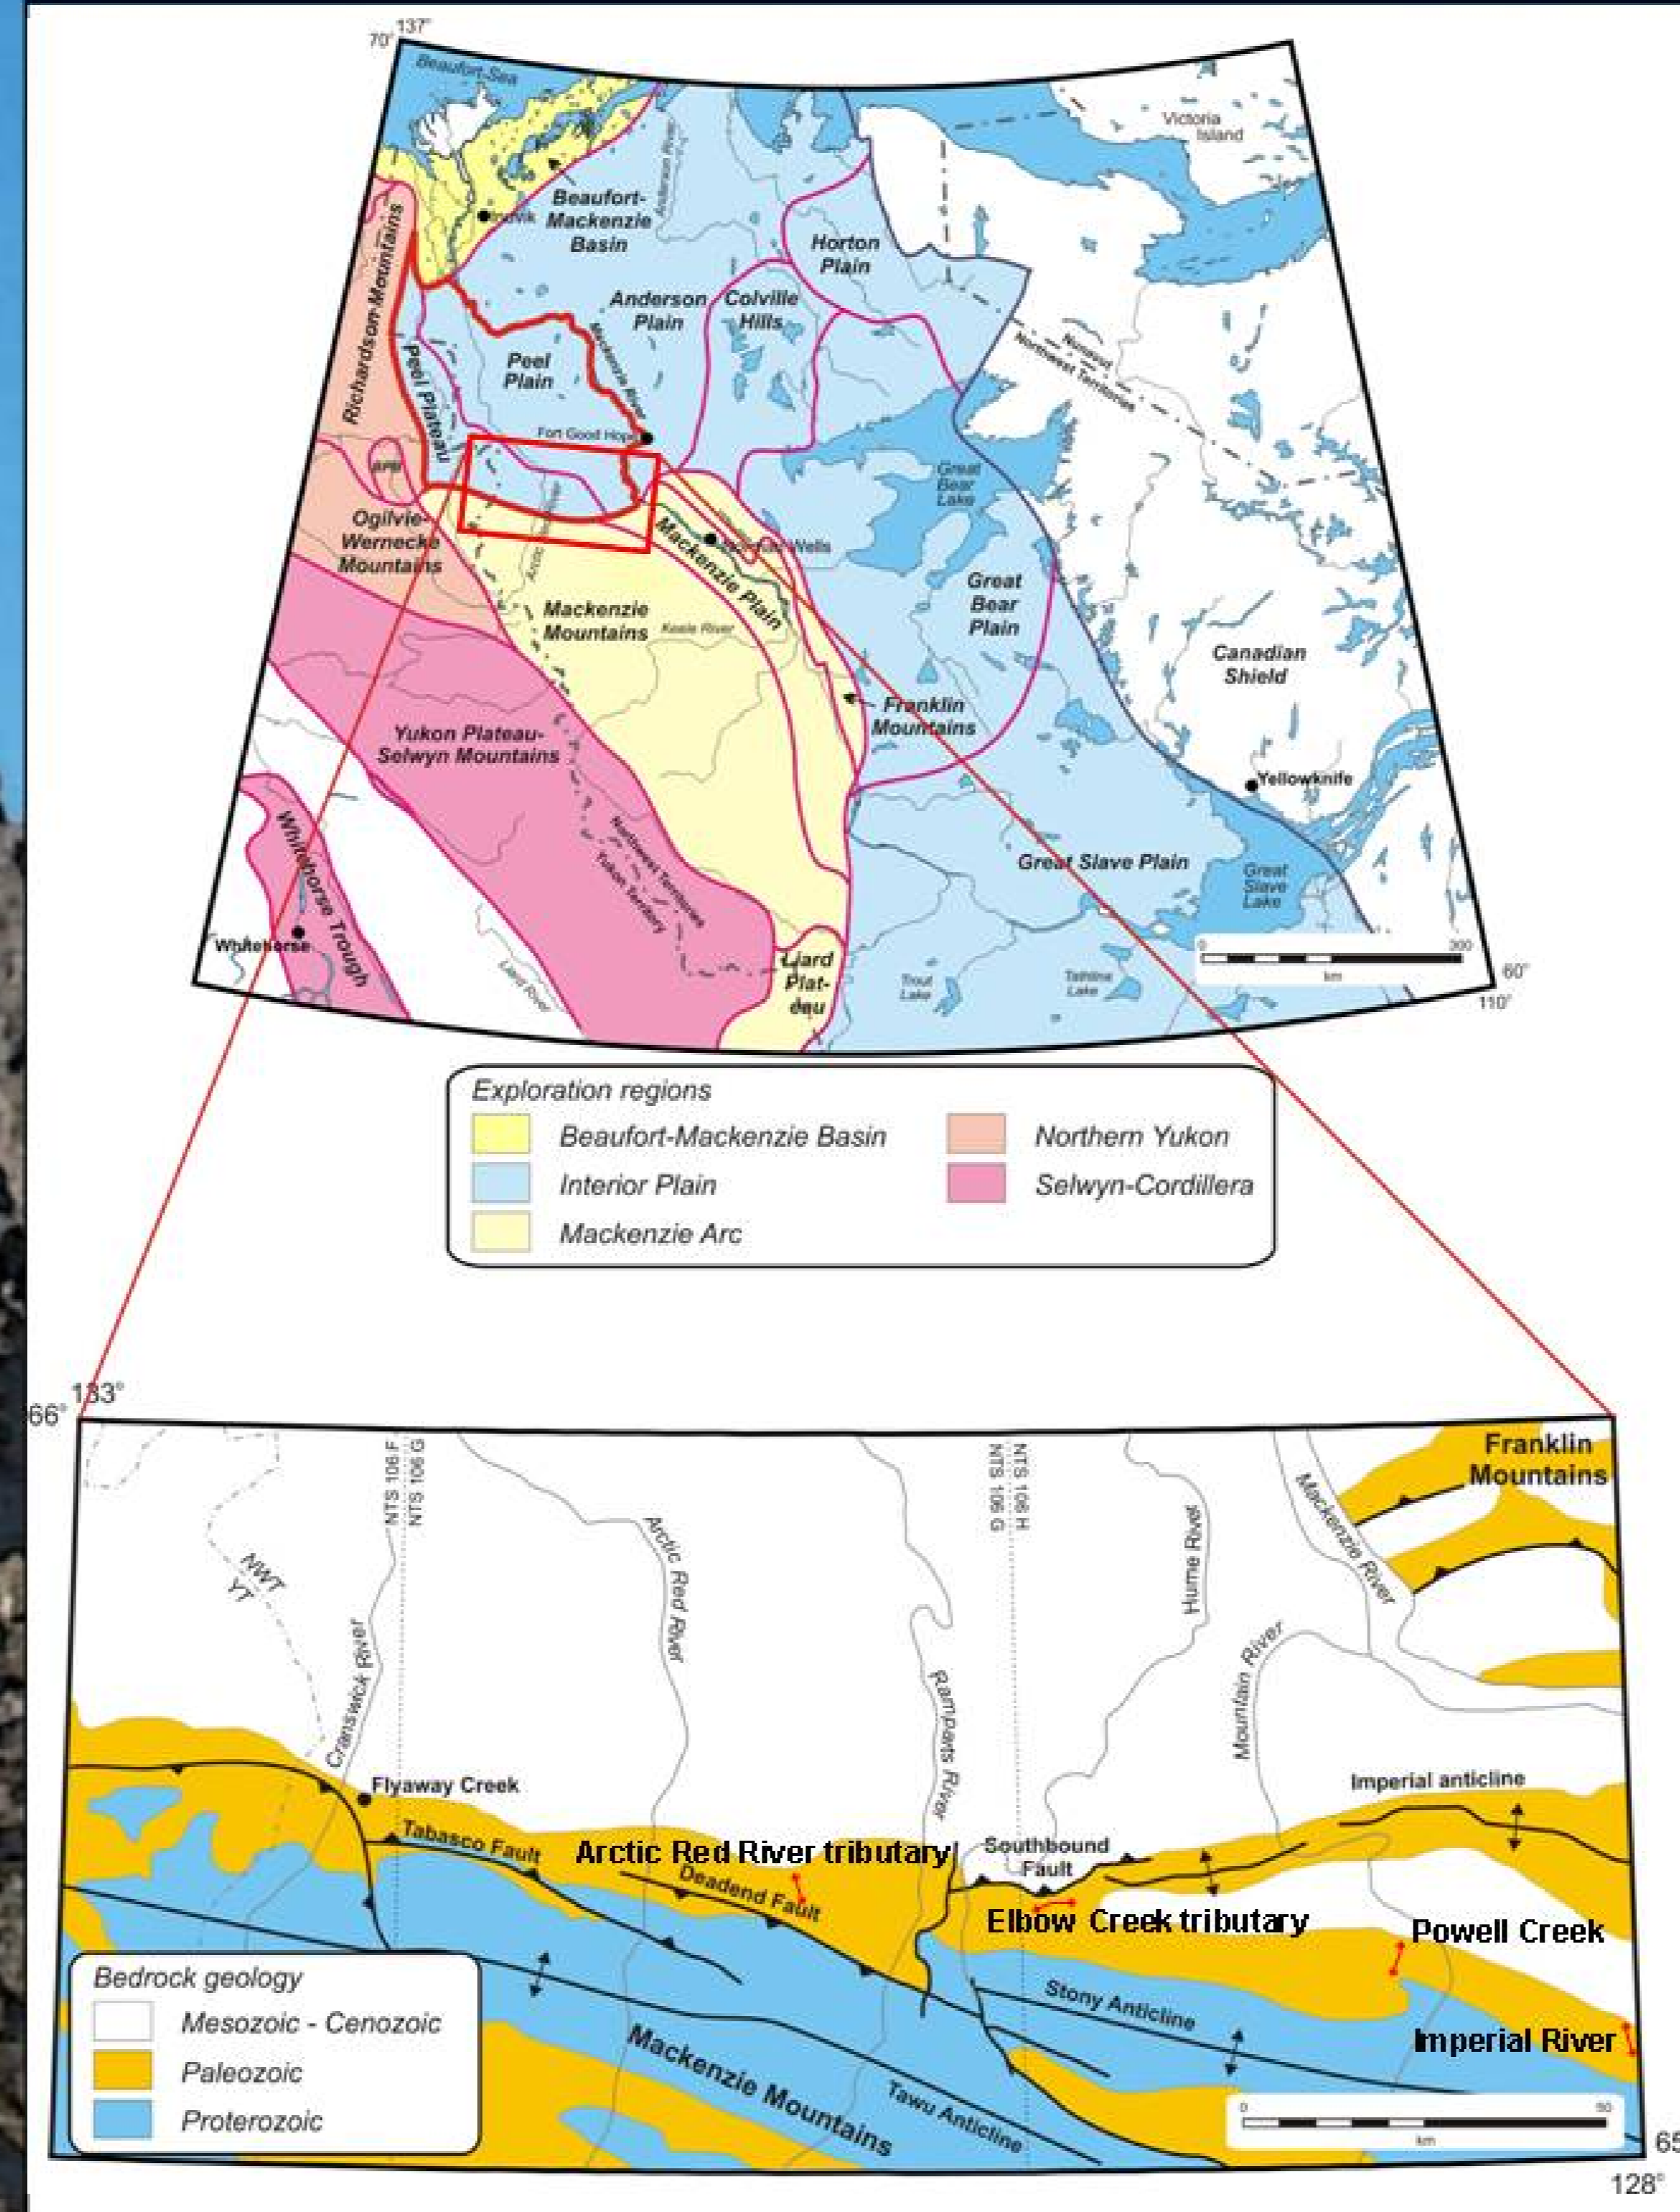 137°
70°
Beaufort Sea
Victoria
Island
Anderson River
Inuvik
Beaufort-
Mackenzie
Basin
Horton
Plain
Richardson Mountains
Anderson
Plain
Colville
Hills
Mackenzie River
Nunavut
Northwest Territories
Peel
Plain
Peel Plateau
Fort Good Hope
Great
Bear
Lake
Ogilvie-
Wernecke
Mountains
Mackenzie Plain
Great
Bear
Plain
Mackenzie
Mountains
Keele River
Canadian
Shield
Franklin
Mountains
Yukon Plateau-
Selwyn Mountains
Yellowknife
Northwest Territories
Yukon Territory
Great Slave Plain
Great
Slave
Lake
Whitehorse Trough
Whitehorse
Liard River
Liard
Plat-
eau
Trout
Lake
Tathlina
Lake
0 300
km
60°
110°
Exploration regions
Beaufort-Mackenzie Basin
Northern Yukon
Interior Plain
Selwyn-Cordillera
Mackenzie Arc
133°
66°
NTS 106 F
NTS 106 G
NTS 106 G
NTS 106 H
Franklin
Mountains
Mackenzie River
Hume River
Arctic Red River
NWT
YT
Cranswick River
Ramparts River
Mountain River
Imperial anticline
Flyaway Creek
Tabasco Fault
Arctic Red River tributary
Southbound
Fault
Deadend Fault
Elbow Creek tributary
Powell Creek
Stony Anticline
Imperial River
Mackenzie Mountains
Tawu Anticline
Bedrock geology
Mesozoic - Cenozoic
Paleozoic
Proterozoic
0 50
km
65
128°